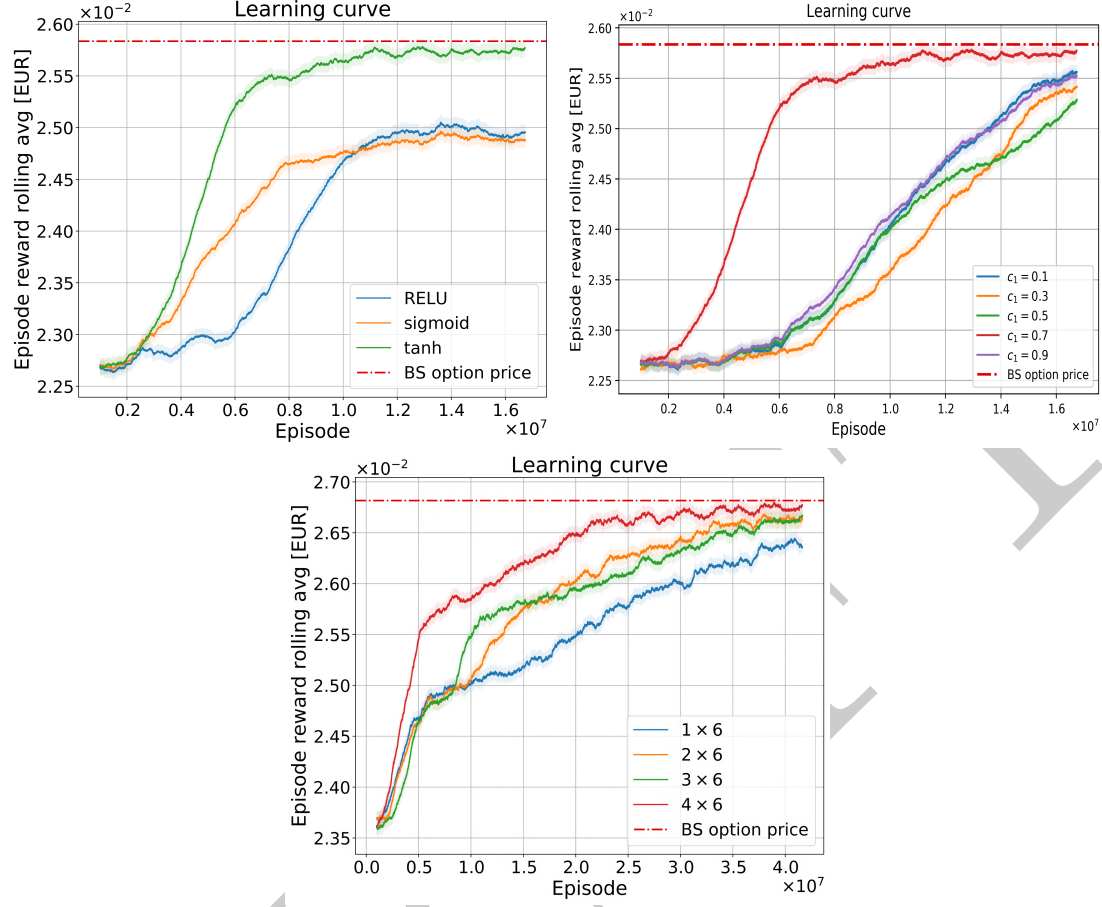 Learning curve
×10⁻²
Episode reward rolling avg [EUR]
2.60
2.55
2.50
2.45
2.40
2.35
2.30
2.25
RELU
sigmoid
tanh
BS option price
0.2 0.4 0.6 0.8 1.0 1.2 1.4 1.6
Episode
×10⁷
Learning curve
×10⁻²
Episode reward rolling avg [EUR]
2.60
2.55
2.50
2.45
2.40
2.35
2.30
2.25
c₁ = 0.1
c₁ = 0.3
c₁ = 0.5
c₁ = 0.7
c₁ = 0.9
BS option price
0.2 0.4 0.6 0.8 1.0 1.2 1.4 1.6
×10⁷
Episode
Learning curve
×10⁻²
Episode reward rolling avg [EUR]
2.70
2.65
2.60
2.55
2.50
2.45
2.40
2.35
1 × 6
2 × 6
3 × 6
4 × 6
BS option price
0.0 0.5 1.0 1.5 2.0 2.5 3.0 3.5 4.0
Episode
×10⁷